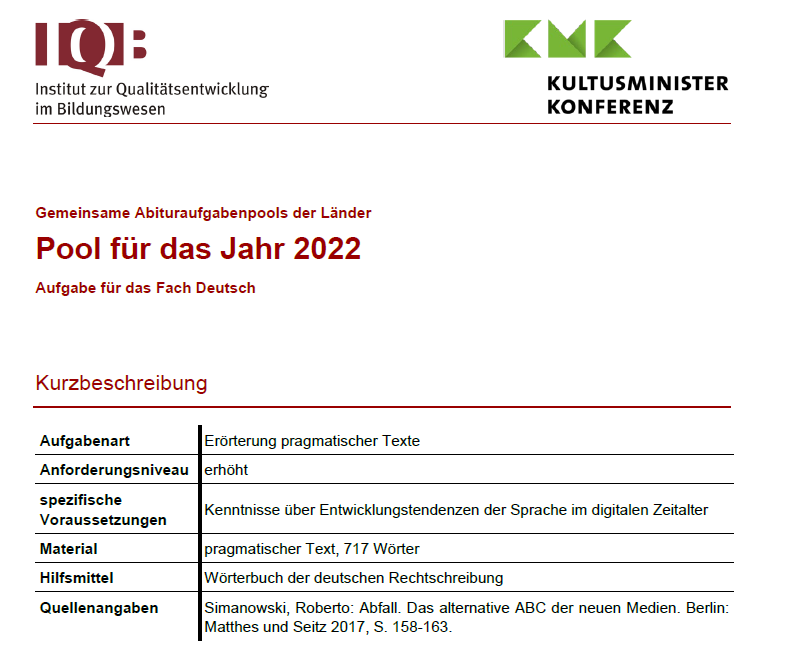 IQB
Institut zur Qualitätsentwicklung
im Bildungswesen
KMK
KULTUSMINISTER
KONFERENZ
Gemeinsame Abituraufgabenpools der Länder
Pool für das Jahr 2022
Aufgabe für das Fach Deutsch
Kurzbeschreibung
Aufgabenart Erörterung pragmatischer Texte
Anforderungsniveau erhöht
spezifische
Voraussetzungen Kenntnisse über Entwicklungstendenzen der Sprache im digitalen Zeitalter
Material pragmatischer Text, 717 Wörter
Hilfsmittel Wörterbuch der deutschen Rechtschreibung
Quellenangaben Simanowski, Roberto: Abfall. Das alternative ABC der neuen Medien. Berlin:
Matthes und Seitz 2017, S. 158-163.